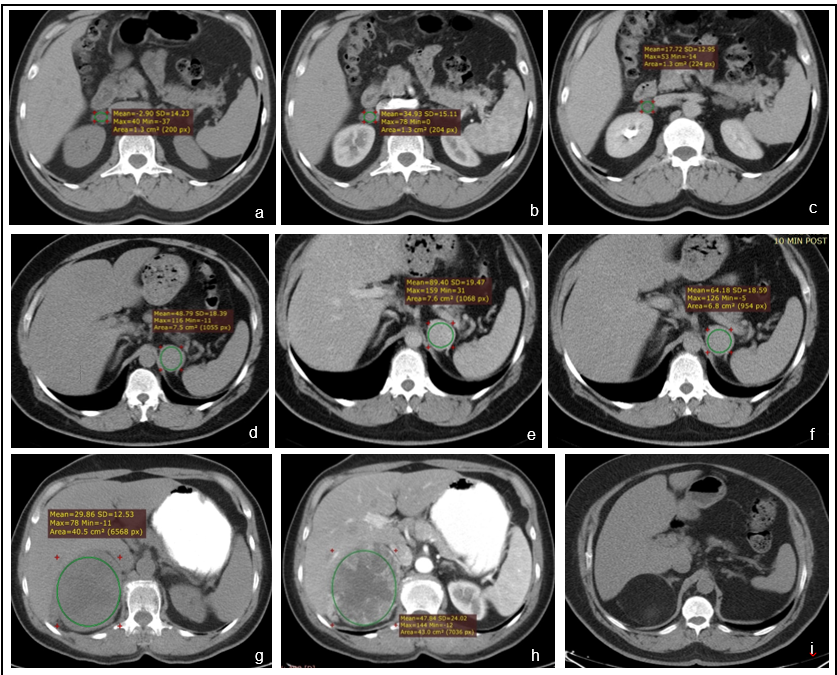 Mean=-2.90 SD=14.23
Max=40 Min=-37
Area=1.3 cm² (200 px)
a
Mean=34.93 SD=15.11
Max=78 Min=0
Area=1.3 cm² (204 px)
b
Mean=17.72 SD=12.95
Max=53 Min=-14
Area=1.3 cm² (224 px)
c
Mean=48.79 SD=18.39
Max=116 Min=-11
Area=7.5 cm² (1055 px)
d
Mean=89.40 SD=19.47
Max=159 Min=31
Area=7.6 cm² (1068 px)
e
10 MIN POST
Mean=64.18 SD=18.59
Max=126 Min=-5
Area=6.8 cm² (954 px)
f
Mean=29.86 SD=12.53
Max=78 Min=-11
Area=40.5 cm² (6568 px)
g
Mean=47.84 SD=24.02
Max=144 Min=-12
Area=43.0 cm² (7036 px)
h
i